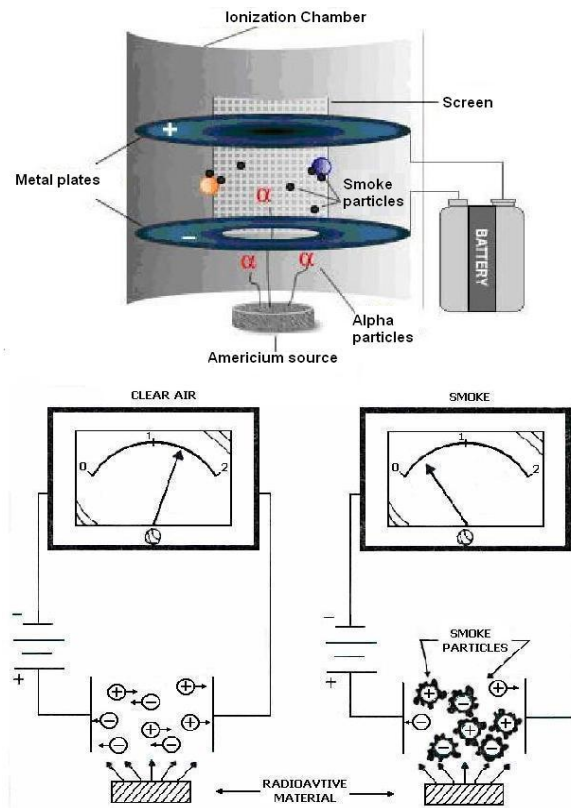 Ionization Chamber
Screen
+
Metal plates
Smoke
particles
α
−
α
α
BATTERY
Alpha
particles
Americium source
CLEAR AIR
SMOKE
0
1
2
0
1
2
−
+
−
+
SMOKE
PARTICLES
+
+
−
−
+
+
−
−
+
+
−
−
+
−
−
RADIOAVTIVE
MATERIAL